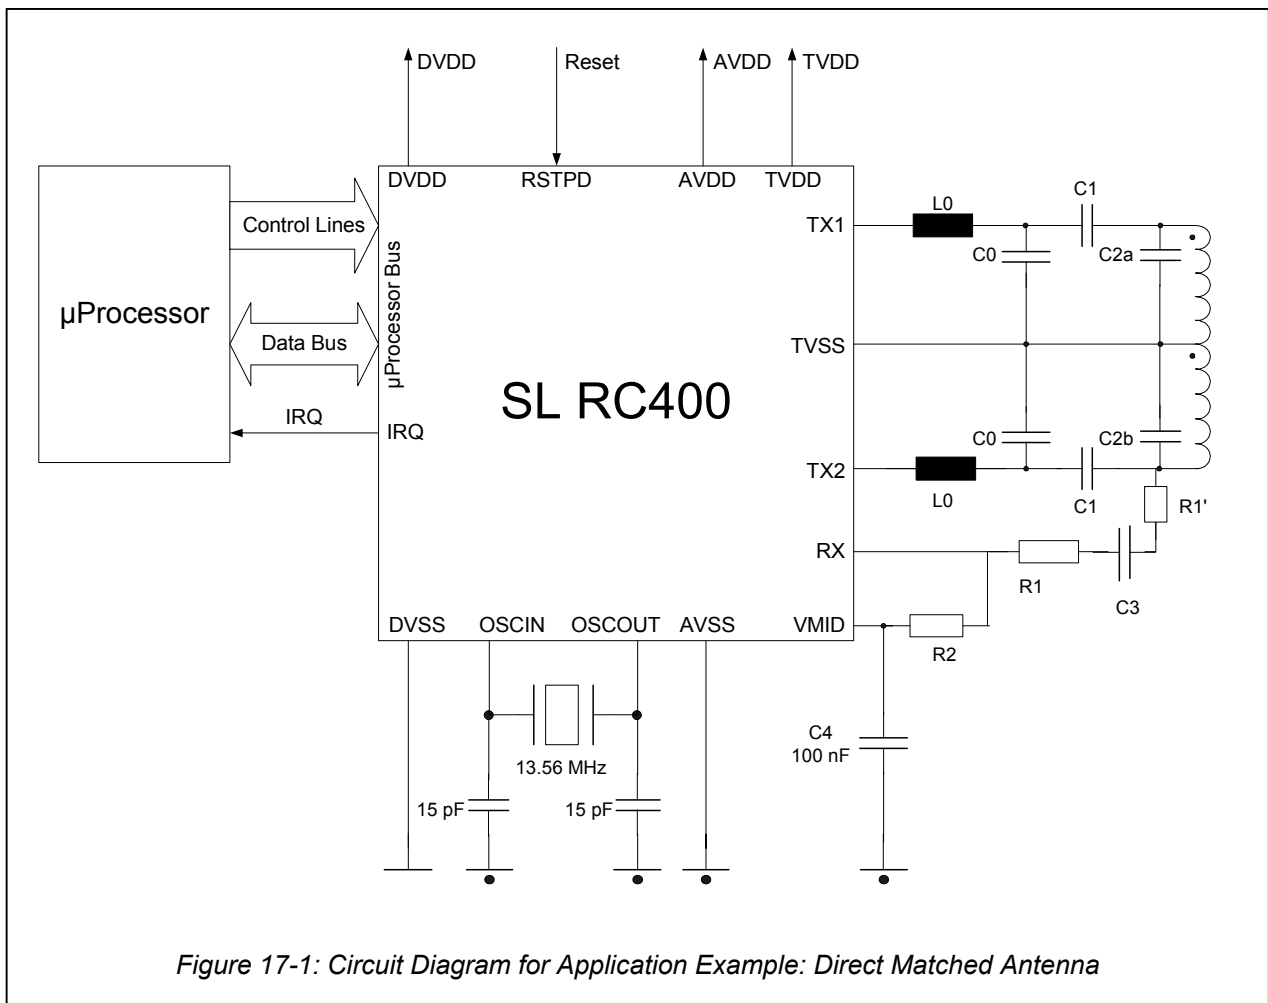 DVDD
Reset
AVDD
TVDD
DVDD
RSTPD
AVDD
TVDD
µProcessor
Control Lines
Data Bus
IRQ
µProcessor Bus
IRQ
SL RC400
TX1
TVSS
TX2
RX
VMID
L0
C1
C0
C2a
C0
C2b
L0
C1
R1'
R1
C3
R2
DVSS
OSCIN
OSCOUT
AVSS
13.56 MHz
15 pF
15 pF
C4
100 nF
Figure 17-1: Circuit Diagram for Application Example: Direct Matched Antenna